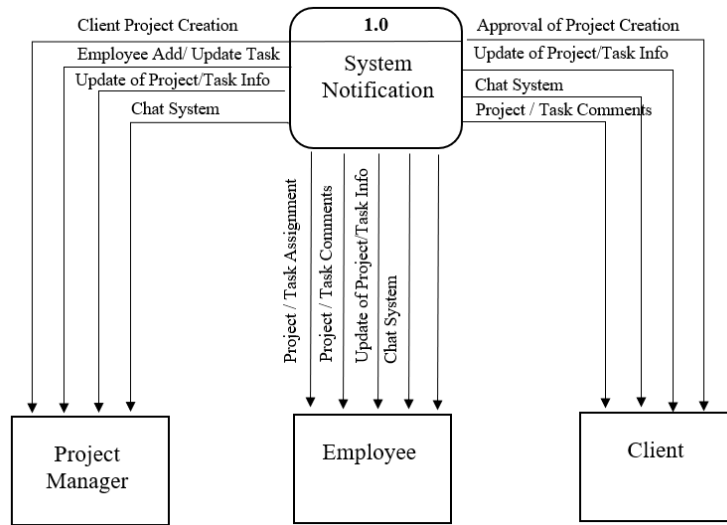 Client Project Creation
1.0
Approval of Project Creation
Employee Add/ Update Task
Update of Project/Task Info
Update of Project/Task Info
System
Notification
Chat System
Chat System
Project / Task Comments
Project / Task Assignment
Project / Task Comments
Update of Project/Task Info
Chat System
Project
Manager
Employee
Client